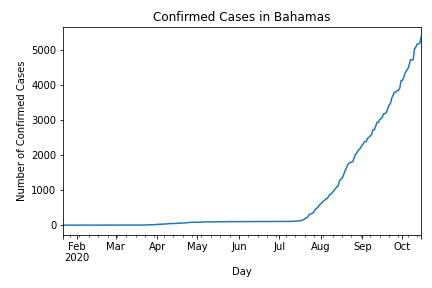 Confirmed Cases in Bahamas
Number of Confirmed Cases
5000
4000
3000
2000
1000
0
Feb Mar Apr May Jun Jul Aug Sep Oct
2020
Day